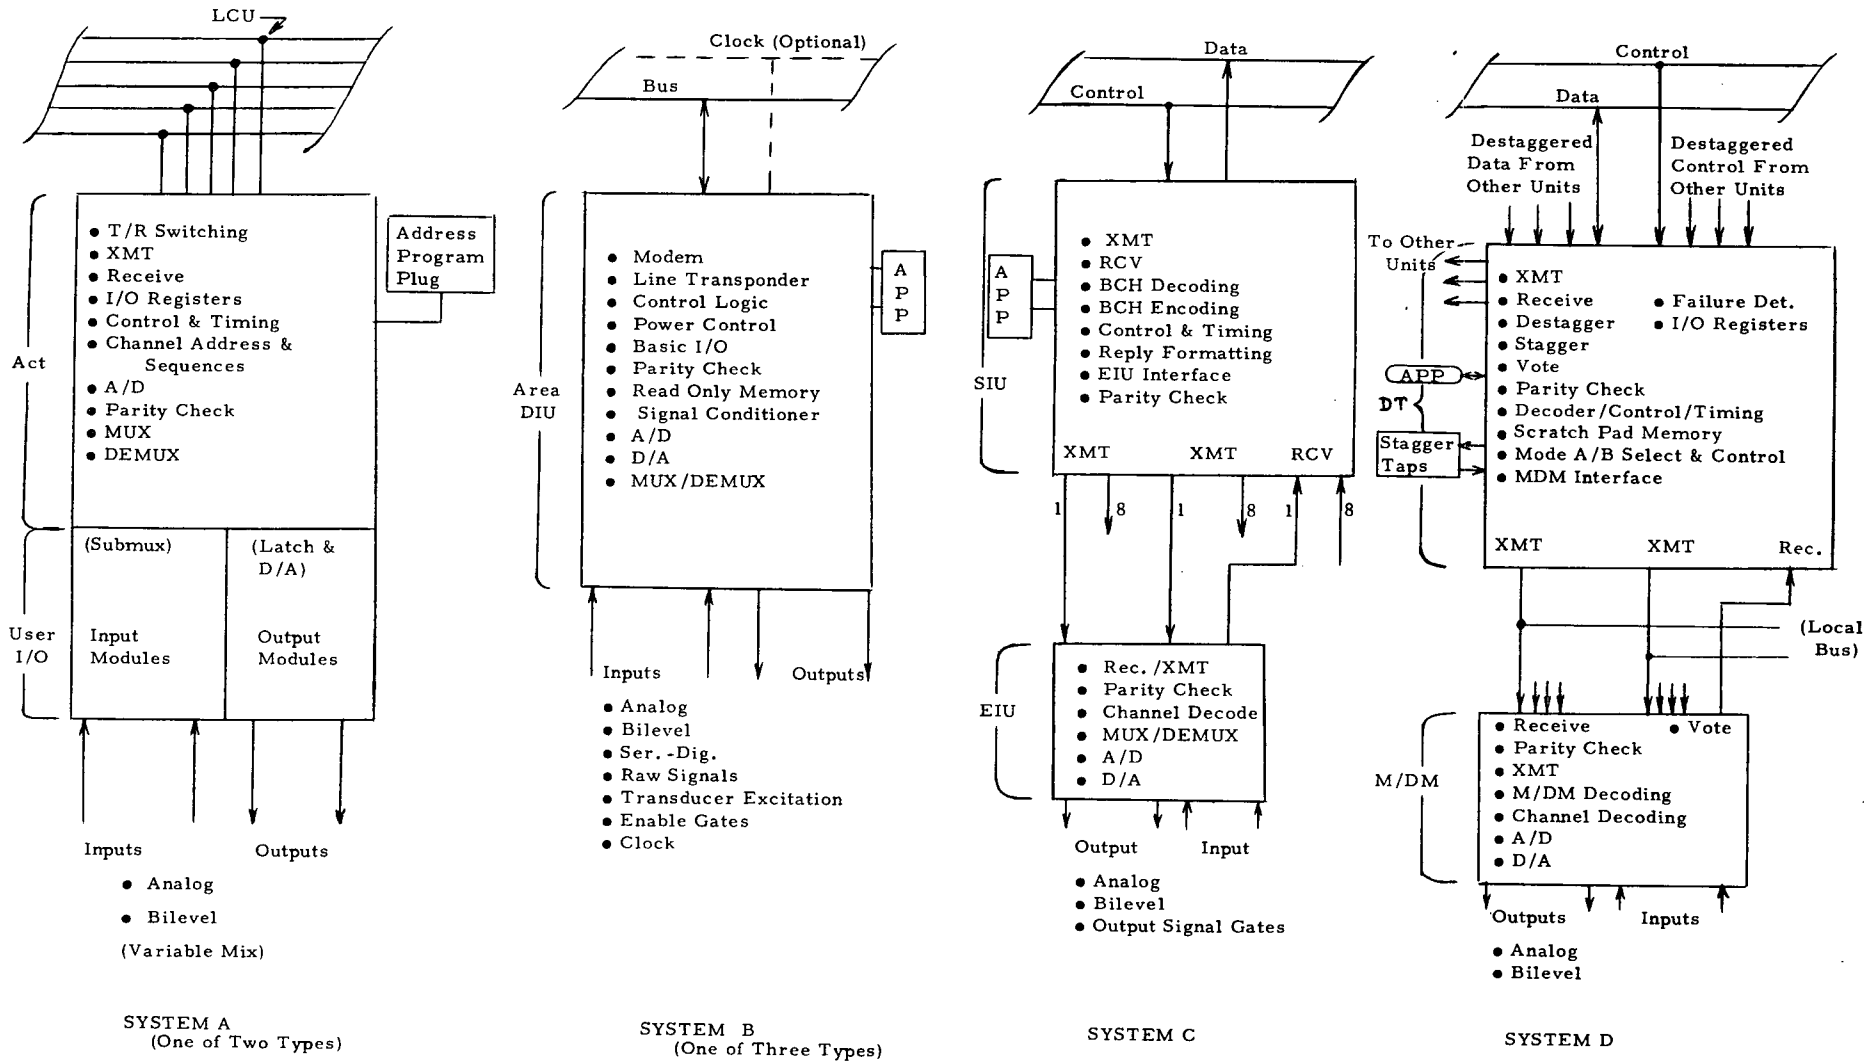 LCU
Act
● T/R Switching
● XMT
● Receive
● I/O Registers
● Control & Timing
● Channel Address &
Sequences
● A/D
● Parity Check
● MUX
● DEMUX
Address
Program
Plug
User
I/O
(Submux)
Input
Modules
(Latch &
D/A)
Output
Modules
Inputs
Outputs
● Analog
● Bilevel
(Variable Mix)
SYSTEM A
(One of Two Types)
Clock (Optional)
Bus
Area
DIU
● Modem
● Line Transponder
● Control Logic
● Power Control
● Basic I/O
● Parity Check
● Read Only Memory
● Signal Conditioner
● A/D
● D/A
● MUX/DEMUX
A
P
P
Inputs
Outputs
● Analog
● Bilevel
● Ser.-Dig.
● Raw Signals
● Transducer Excitation
● Enable Gates
● Clock
SYSTEM B
(One of Three Types)
Data
Control
SIU
A
P
P
● XMT
● RCV
● BCH Decoding
● BCH Encoding
● Control & Timing
● Reply Formatting
● EIU Interface
● Parity Check
XMT XMT RCV
1 8 1 8 1 8
EIU
● Rec./XMT
● Parity Check
● Channel Decode
● MUX/DEMUX
● A/D
● D/A
Output Input
● Analog
● Bilevel
● Output Signal Gates
SYSTEM C
Control
Data
Destaggered
Data From
Other Units
Destaggered
Control From
Other Units
To Other
Units
APP
DT
Stagger
Taps
● XMT
● Receive
● Destagger
● Stagger
● Vote
● Parity Check
● Decoder/Control/Timing
● Scratch Pad Memory
● Mode A/B Select & Control
● MDM Interface
● Failure Det.
● I/O Registers
XMT XMT Rec.
(Local
Bus)
M/DM
● Receive
● Vote
● Parity Check
● XMT
● M/DM Decoding
● Channel Decoding
● A/D
● D/A
Outputs Inputs
● Analog
● Bilevel
SYSTEM D